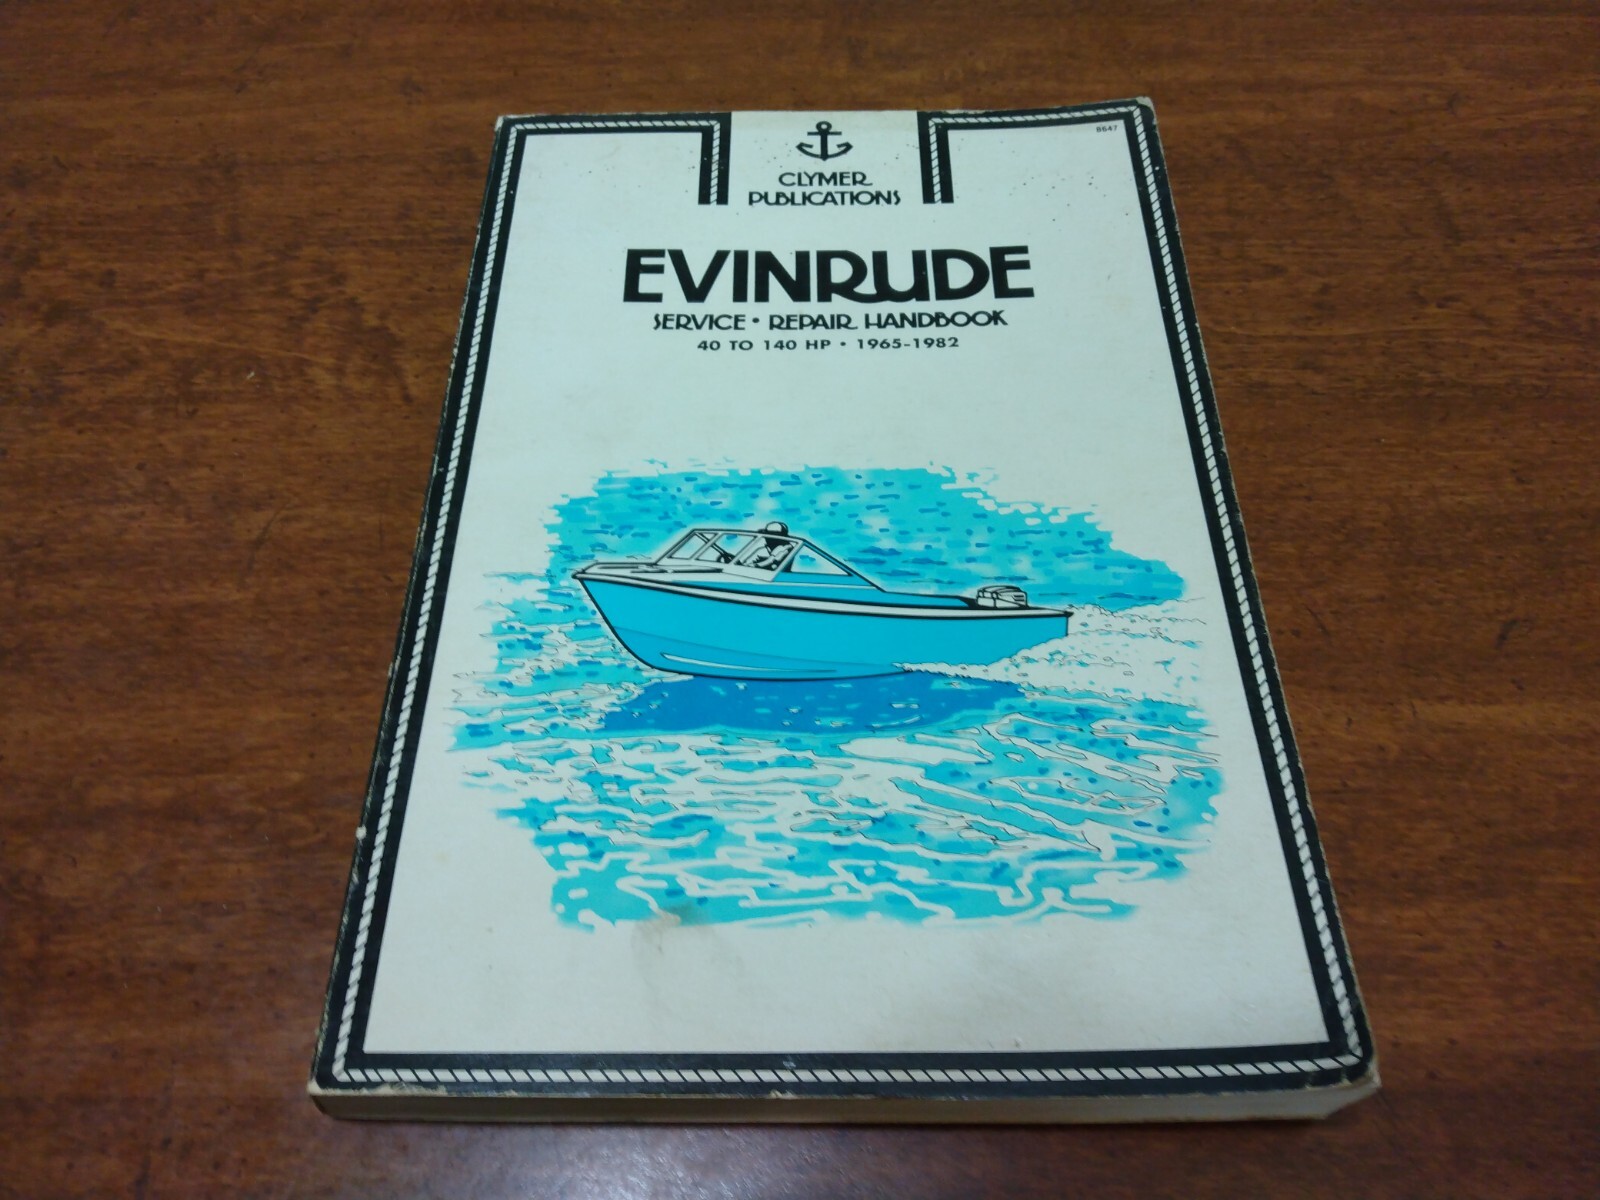 B647
CLYMER
PUBLICATIONS
EVINRUDE
SERVICE • REPAIR HANDBOOK
40 TO 140 HP • 1965-1982